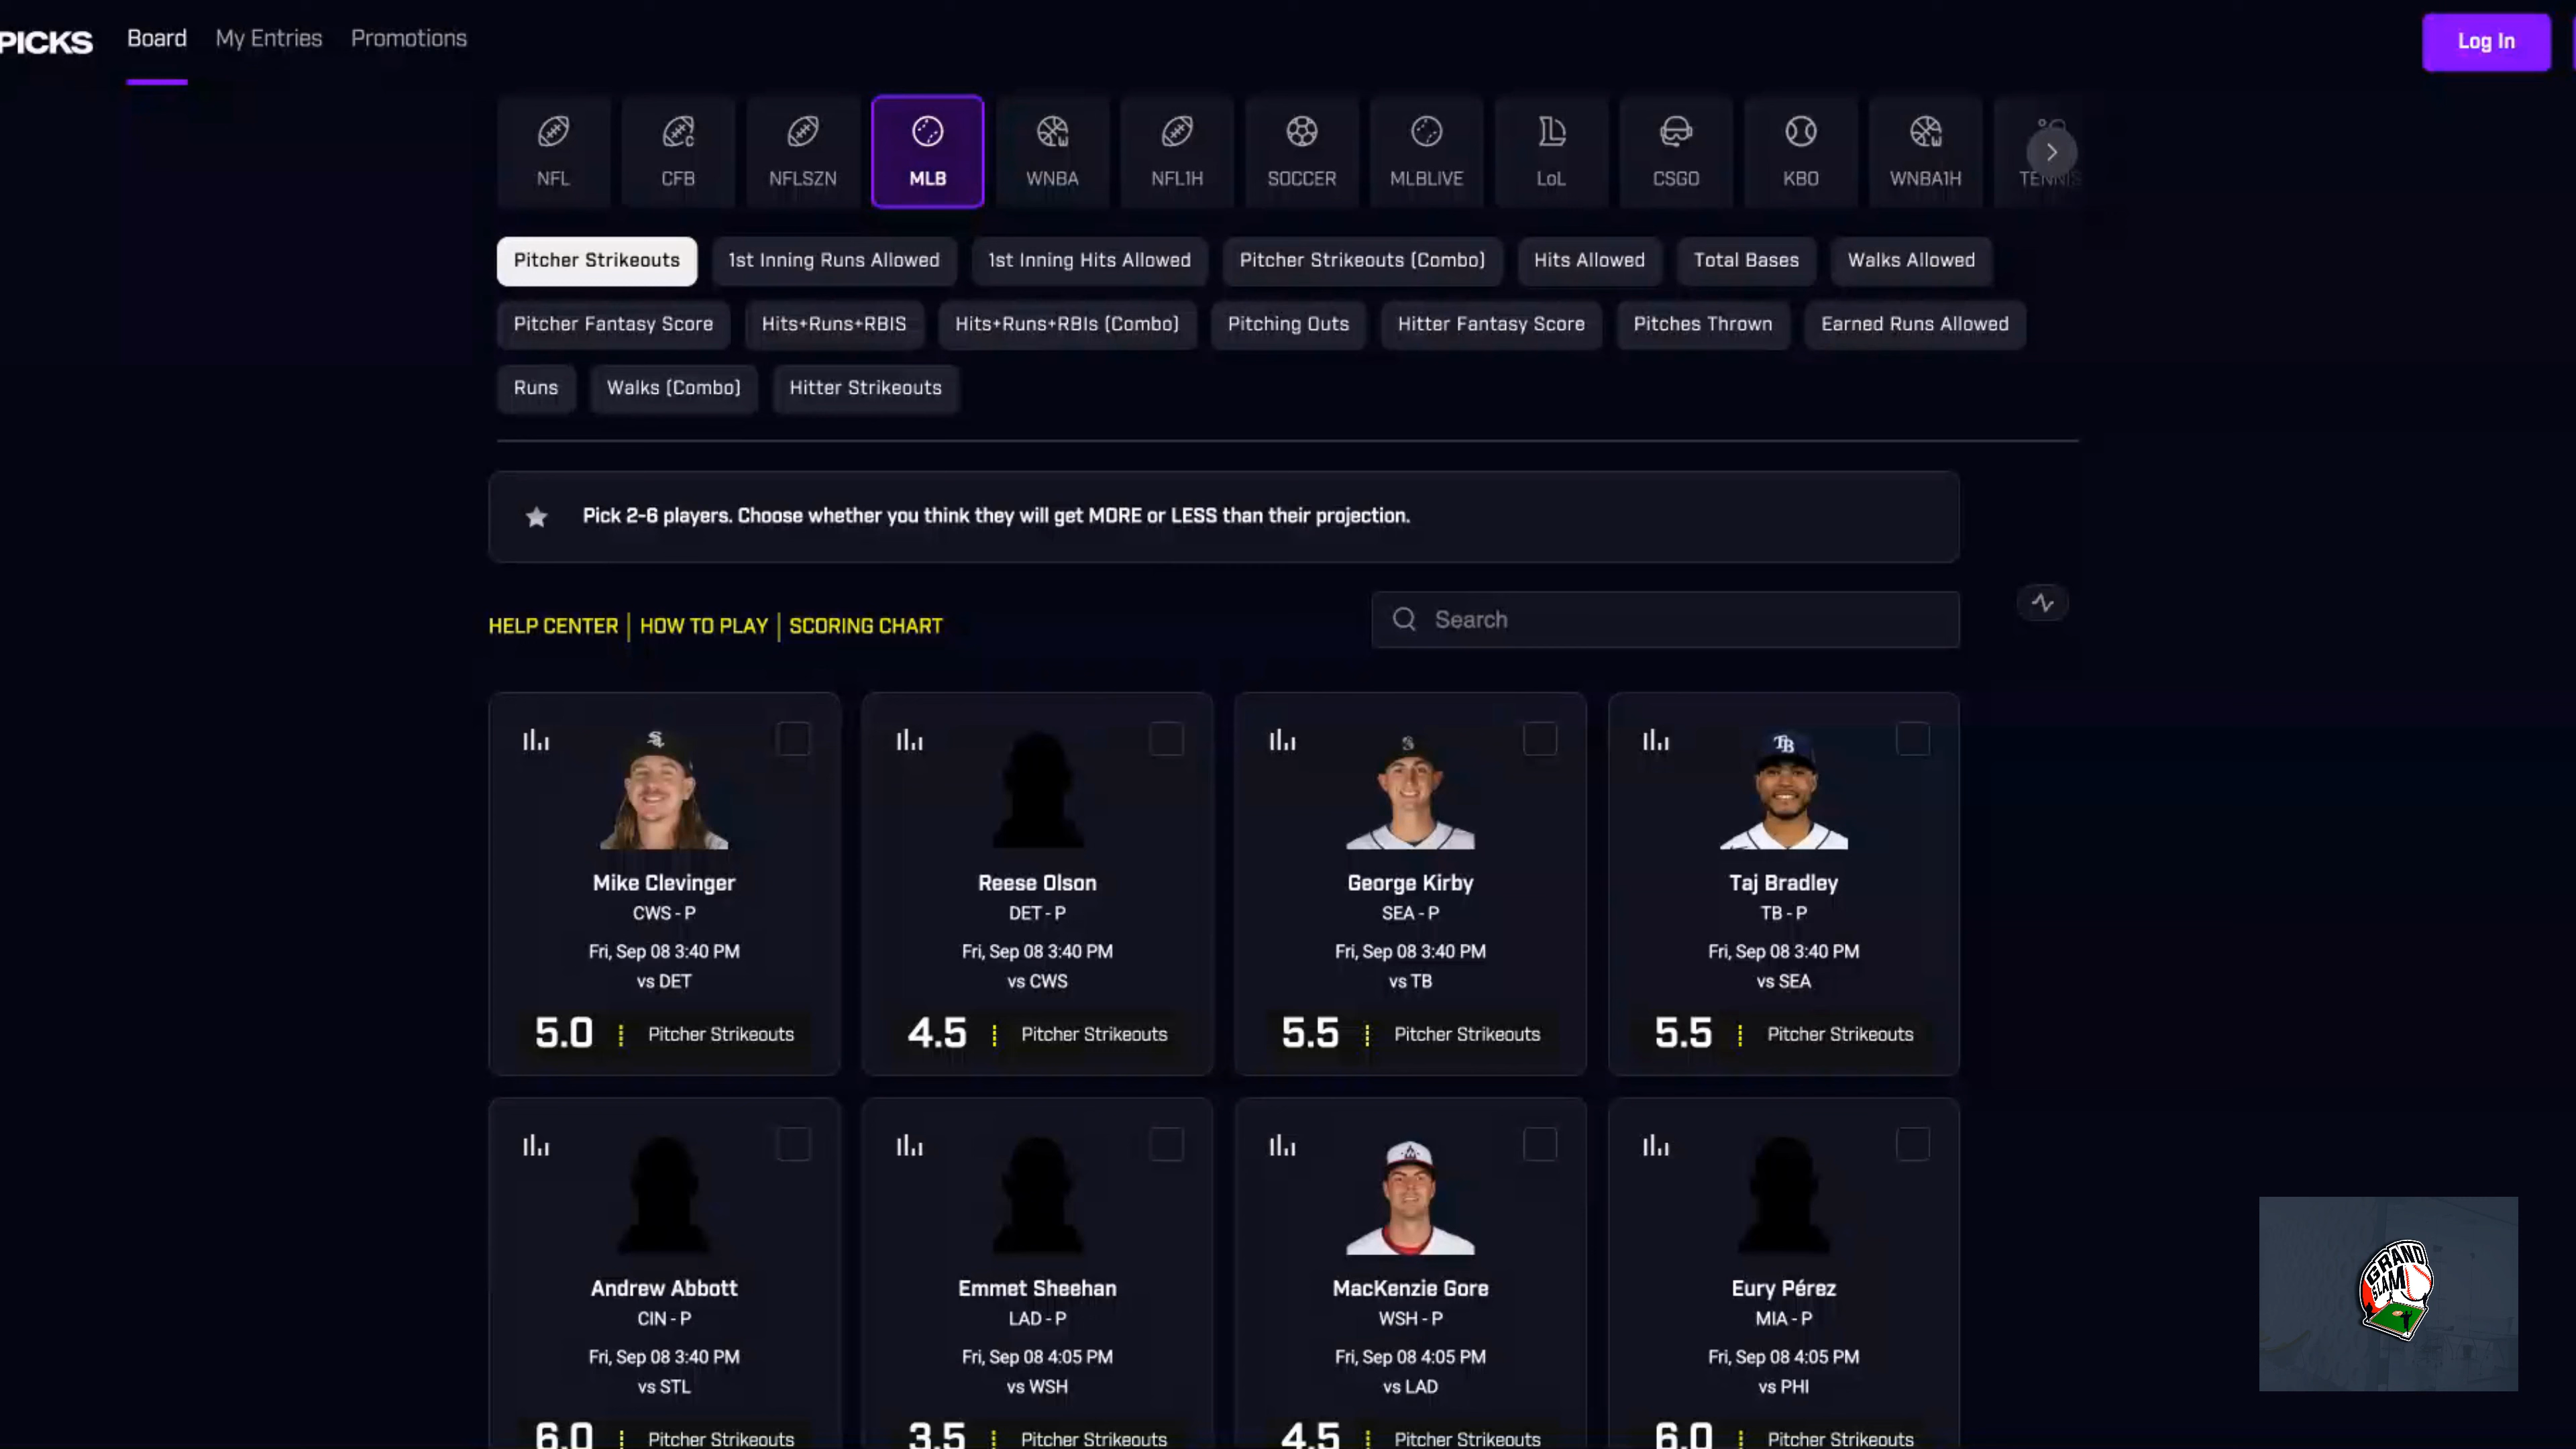 PICKS
Board My Entries Promotions
Log In
NFL CFB NFLSZN MLB WNBA NFL1H SOCCER MLBLIVE LoL CSGO KBO WNBA1H TENNIS
Pitcher Strikeouts 1st Inning Runs Allowed 1st Inning Hits Allowed Pitcher Strikeouts (Combo) Hits Allowed Total Bases Walks Allowed
Pitcher Fantasy Score Hits+Runs+RBIS Hits+Runs+RBIs (Combo) Pitching Outs Hitter Fantasy Score Pitches Thrown Earned Runs Allowed
Runs Walks (Combo) Hitter Strikeouts
Pick 2-6 players. Choose whether you think they will get MORE or LESS than their projection.
HELP CENTER HOW TO PLAY SCORING CHART
Search
Mike Clevinger
CWS - P
Fri, Sep 08 3:40 PM
vs DET
5.0 Pitcher Strikeouts
Reese Olson
DET - P
Fri, Sep 08 3:40 PM
vs CWS
4.5 Pitcher Strikeouts
George Kirby
SEA - P
Fri, Sep 08 3:40 PM
vs TB
5.5 Pitcher Strikeouts
TB
Taj Bradley
TB - P
Fri, Sep 08 3:40 PM
vs SEA
5.5 Pitcher Strikeouts
Andrew Abbott
CIN - P
Fri, Sep 08 3:40 PM
vs STL
6.0 Pitcher Strikeouts
Emmet Sheehan
LAD - P
Fri, Sep 08 4:05 PM
vs WSH
3.5 Pitcher Strikeouts
MacKenzie Gore
WSH - P
Fri, Sep 08 4:05 PM
vs LAD
4.5 Pitcher Strikeouts
Eury Pérez
MIA - P
Fri, Sep 08 4:05 PM
vs PHI
6.0 Pitcher Strikeouts
GRAND
SLAM